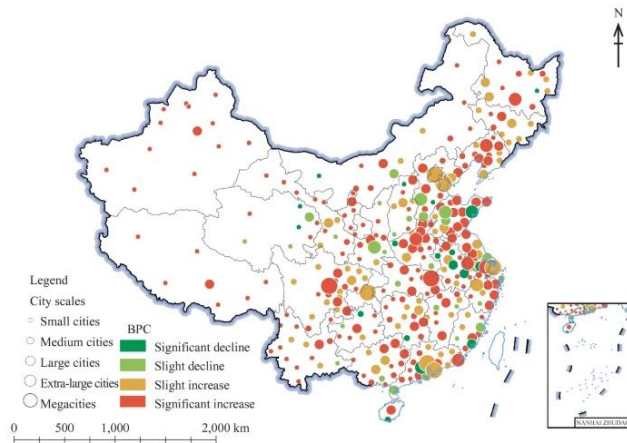 N
Legend
City scales
Small cities
Medium cities
Large cities
Extra-large cities
Megacities
BPC
Significant decline
Slight decline
Slight increase
Significant increase
0 500 1,000 2,000 km
NANHAI ZHUDAO